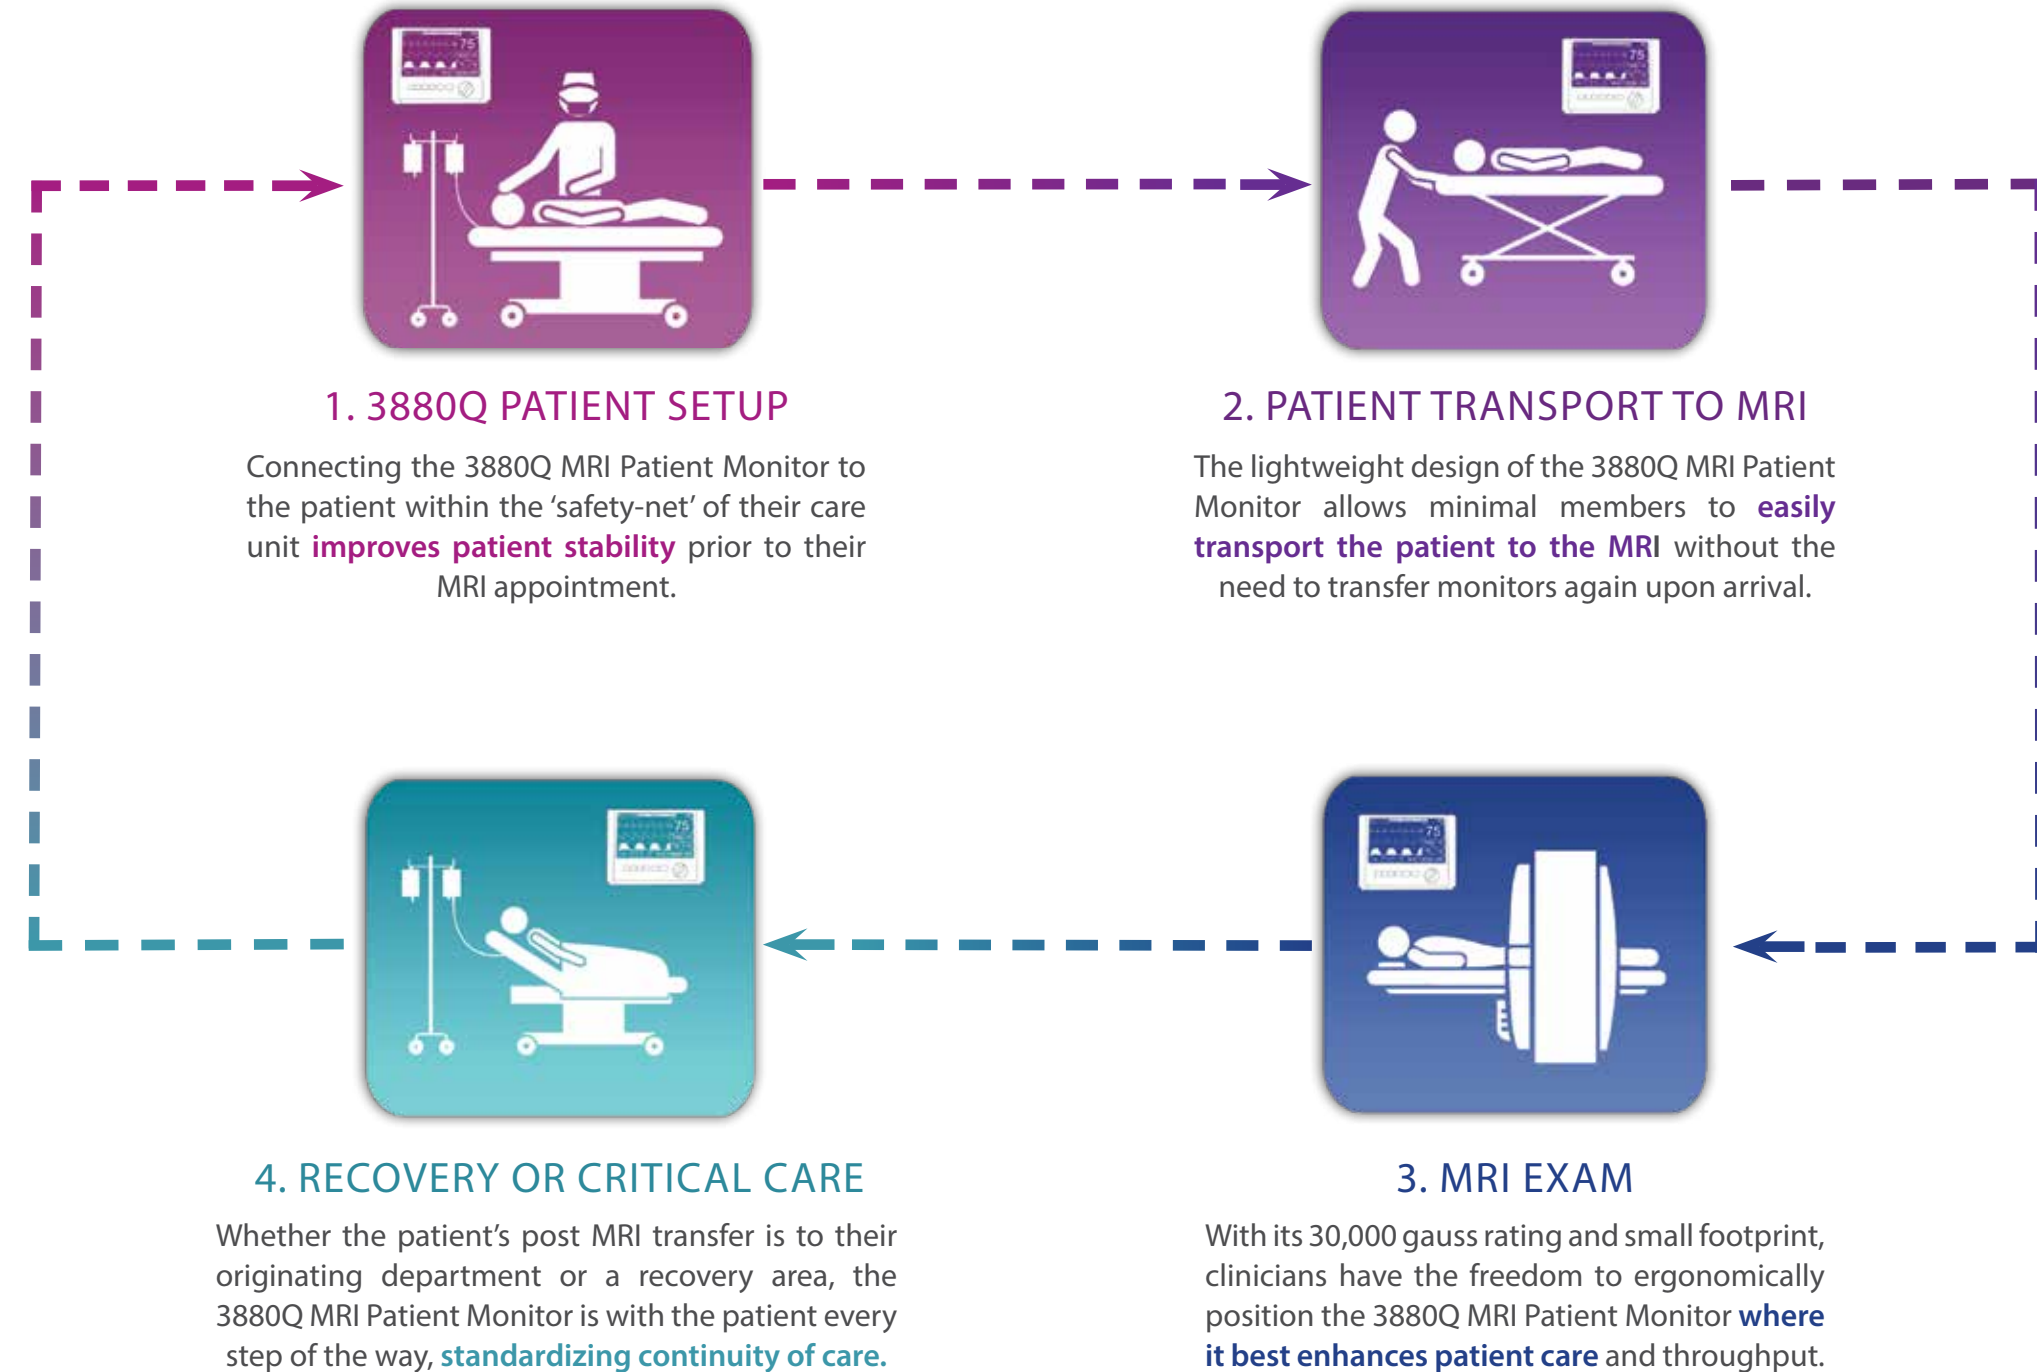 75
75
1. 3880Q PATIENT SETUP
Connecting the 3880Q MRI Patient Monitor to
the patient within the ‘safety-net’ of their care
unit improves patient stability prior to their
MRI appointment.
2. PATIENT TRANSPORT TO MRI
The lightweight design of the 3880Q MRI Patient
Monitor allows minimal members to easily
transport the patient to the MRI without the
need to transfer monitors again upon arrival.
75
75
4. RECOVERY OR CRITICAL CARE
Whether the patient’s post MRI transfer is to their
originating department or a recovery area, the
3880Q MRI Patient Monitor is with the patient every
step of the way, standardizing continuity of care.
3. MRI EXAM
With its 30,000 gauss rating and small footprint,
clinicians have the freedom to ergonomically
position the 3880Q MRI Patient Monitor where
it best enhances patient care and throughput.